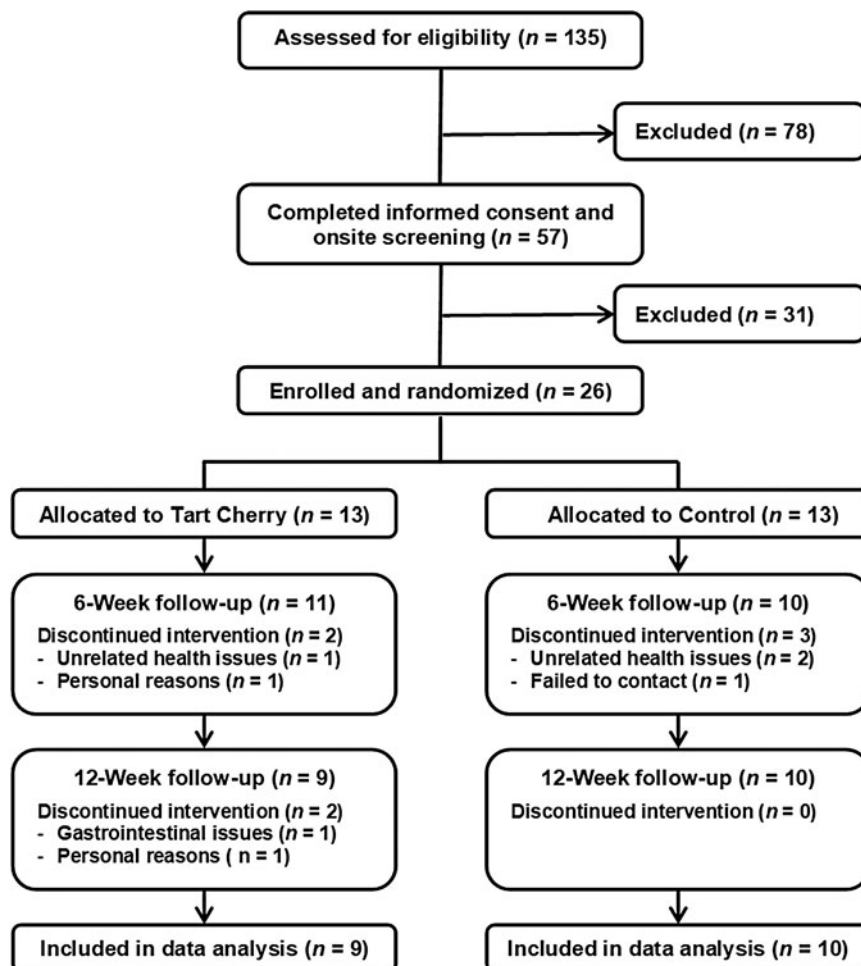 Assessed for eligibility (n = 135)
Excluded (n = 78)
Completed informed consent and
onsite screening (n = 57)
Excluded (n = 31)
Enrolled and randomized (n = 26)
Allocated to Tart Cherry (n = 13)
6-Week follow-up (n = 11)
Discontinued intervention (n = 2)
- Unrelated health issues (n = 1)
- Personal reasons (n = 1)
12-Week follow-up (n = 9)
Discontinued intervention (n = 2)
- Gastrointestinal issues (n = 1)
- Personal reasons ( n = 1)
Included in data analysis (n = 9)
Allocated to Control (n = 13)
6-Week follow-up (n = 10)
Discontinued intervention (n = 3)
- Unrelated health issues (n = 2)
- Failed to contact (n = 1)
12-Week follow-up (n = 10)
Discontinued intervention (n = 0)
Included in data analysis (n = 10)